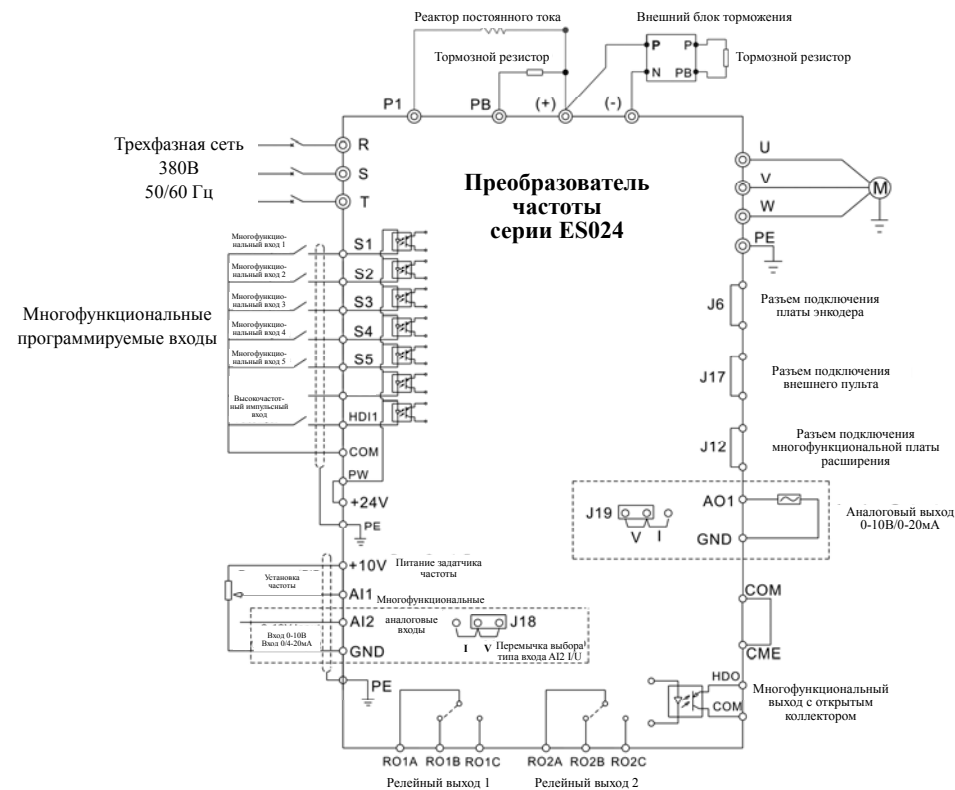 Реактор постоянного тока
Внешний блок торможения
Тормозной резистор
P P
N PB
Тормозной резистор
P1 PB (+) (-)
Трехфазная сеть
380В
50/60 Гц
R
S
T
Преобразователь
частоты
серии ES024
U
V
W
M
PE
Многофункциональные
программируемые входы
Многофункцио-
нальный вход 1
S1
Многофункцио-
нальный вход 2
S2
Многофункцио-
нальный вход 3
S3
Многофункцио-
нальный вход 4
S4
Многофункцио-
нальный вход 5
S5
Высокочастот-
ный импульсный
вход
HDI1
COM
PW
+24V
PE
J6
Разъем подключения
платы энкодера
J17
Разъем подключения
внешнего пульта
J12
Разъем подключения
многофункциональной платы
расширения
AO1
J19
V I
GND
Аналоговый выход
0-10В/0-20мА
+10V
Питание задатчика
частоты
Установка
частоты
AI1
Многофункциональные
аналоговые
входы
AI2
J18
I V
Перемычка выбора
типа входа AI2 I/U
Вход 0-10В
Вход 0/4-20мА
GND
PE
COM
CME
HDO
COM
Многофункциональный
выход с открытым
коллектором
RO1A RO1B RO1C
RO2A RO2B RO2C
Релейный выход 1
Релейный выход 2